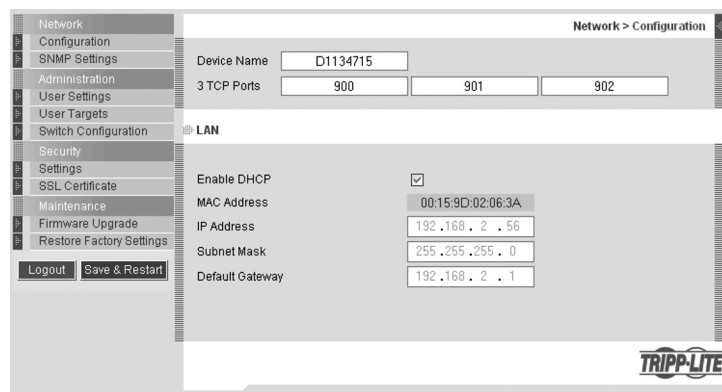 Network
Configuration
SNMP Settings
Administration
User Settings
User Targets
Switch Configuration
Security
Settings
SSL Certificate
Maintenance
Firmware Upgrade
Restore Factory Settings
Logout Save & Restart
Network > Configuration
Device Name D1134715
3 TCP Ports 900 901 902
LAN
Enable DHCP
MAC Address 00:15:9D:02:06:3A
IP Address 192.168. 2 . 56
Subnet Mask 255.255.255. 0
Default Gateway 192.168. 2 . 1
TRIPP·LITE